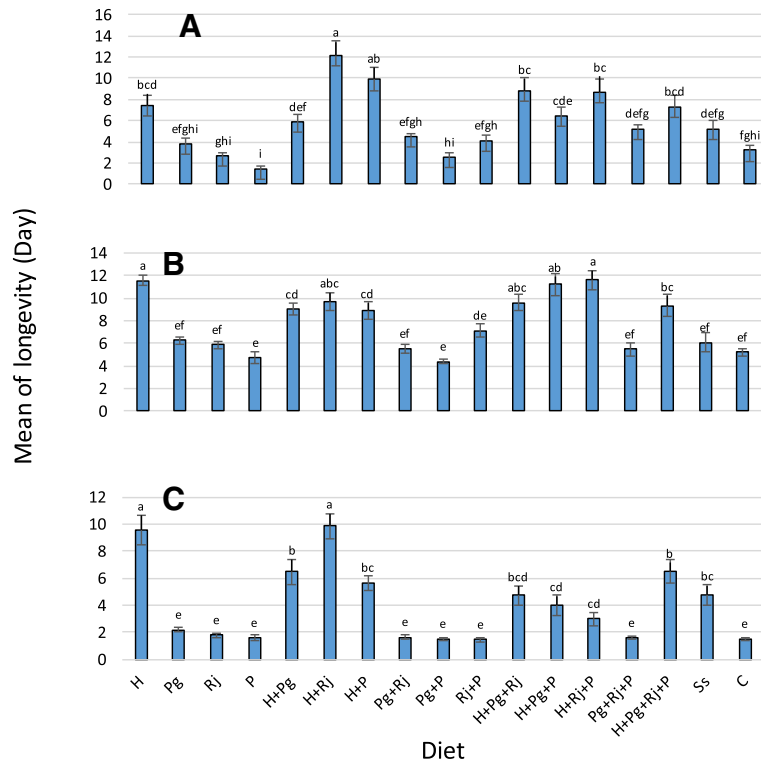 Mean of longevity (Day)
A
16
14
12
10
8
6
4
2
0
bcd
efghi
ghi
i
def
a
ab
efgh
hi
efgh
bc
cde
bc
defg
bcd
defg
fghi
B
14
12
10
8
6
4
2
0
a
ef
ef
e
cd
abc
cd
ef
e
de
abc
ab
a
ef
bc
ef
ef
C
12
10
8
6
4
2
0
a
e
e
e
b
a
bc
e
e
e
bcd
cd
cd
e
b
bc
e
H
Pg
Rj
P
H+Pg
H+Rj
H+P
Pg+Rj
Pg+P
Rj+P
H+Pg+Rj
H+Pg+P
H+Rj+P
Pg+Rj+P
H+Pg+Rj+P
Ss
C
Diet